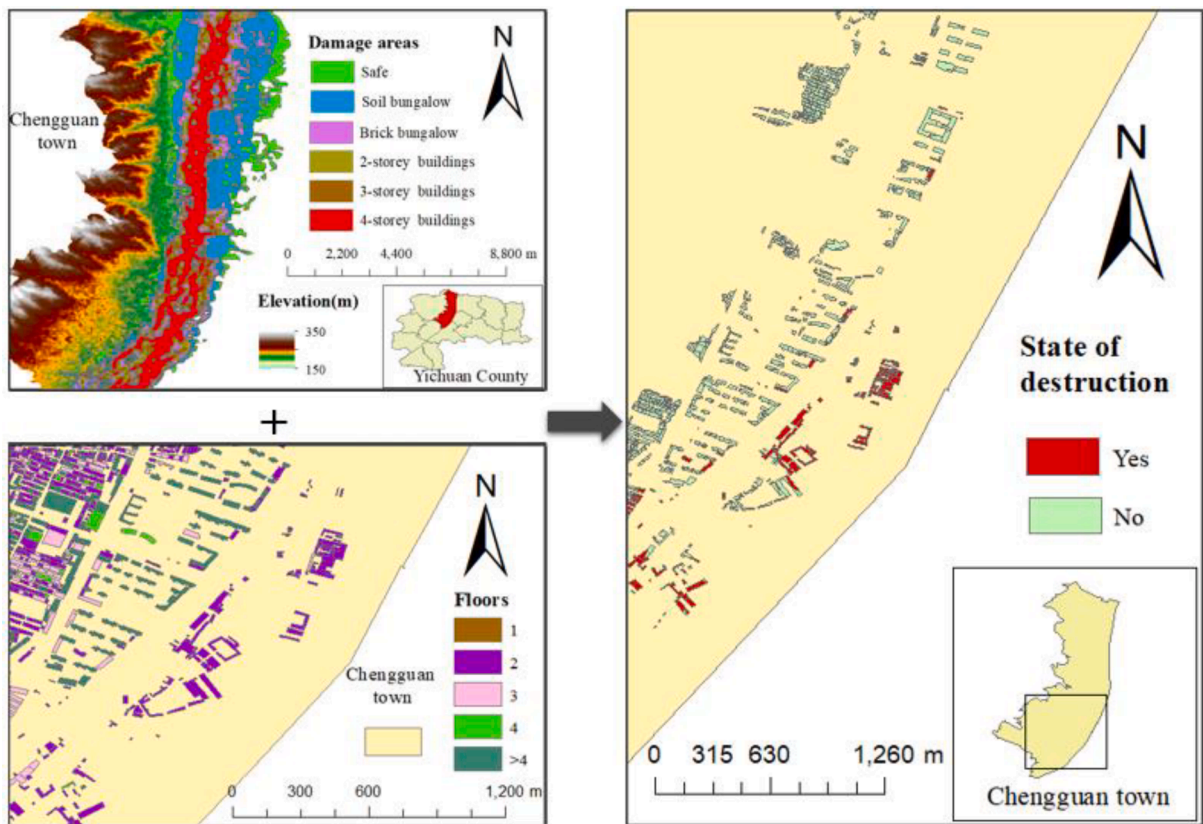 N
Damage areas
Safe
Soil bungalow
Brick bungalow
2-storey buildings
3-storey buildings
4-storey buildings
Chengguan
town
0 2,200 4,400 8,800 m
Elevation(m)
350
150
Yichuan County
+
N
Floors
1
2
3
4
>4
Chengguan
town
0 300 600 1,200 m
N
State of
destruction
Yes
No
0 315 630 1,260 m
Chengguan town